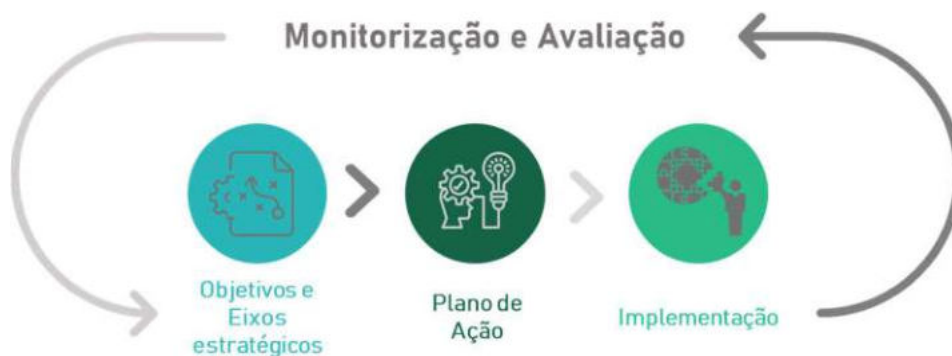 Monitorização e Avaliação
Objetivos e
Eixos
estratégicos
Plano de
Ação
Implementação